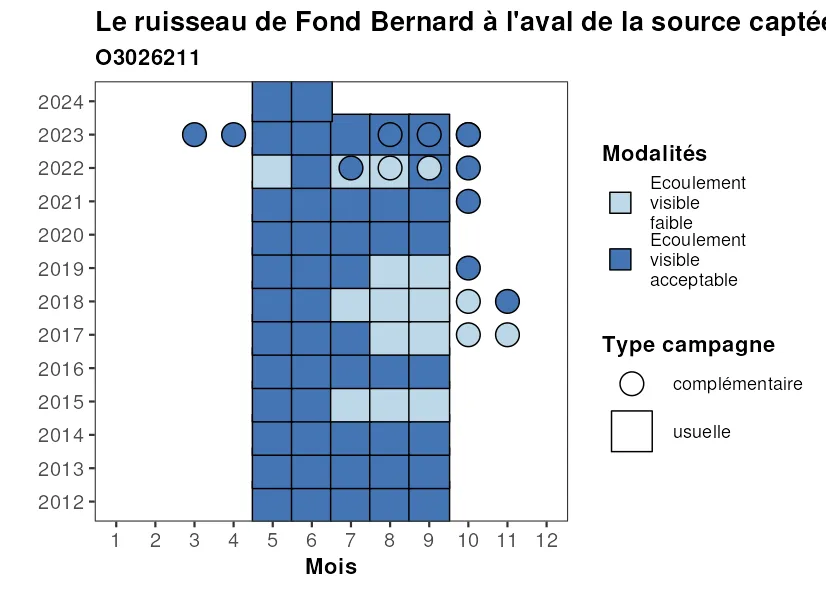 Le ruisseau de Fond Bernard à l'aval de la source captée
O3026211
2024
2023
2022
2021
2020
2019
2018
2017
2016
2015
2014
2013
2012
1 2 3 4 5 6 7 8 9 10 11 12
Mois
Modalités
Ecoulement
visible
faible
Ecoulement
visible
acceptable
Type campagne
complémentaire
usuelle